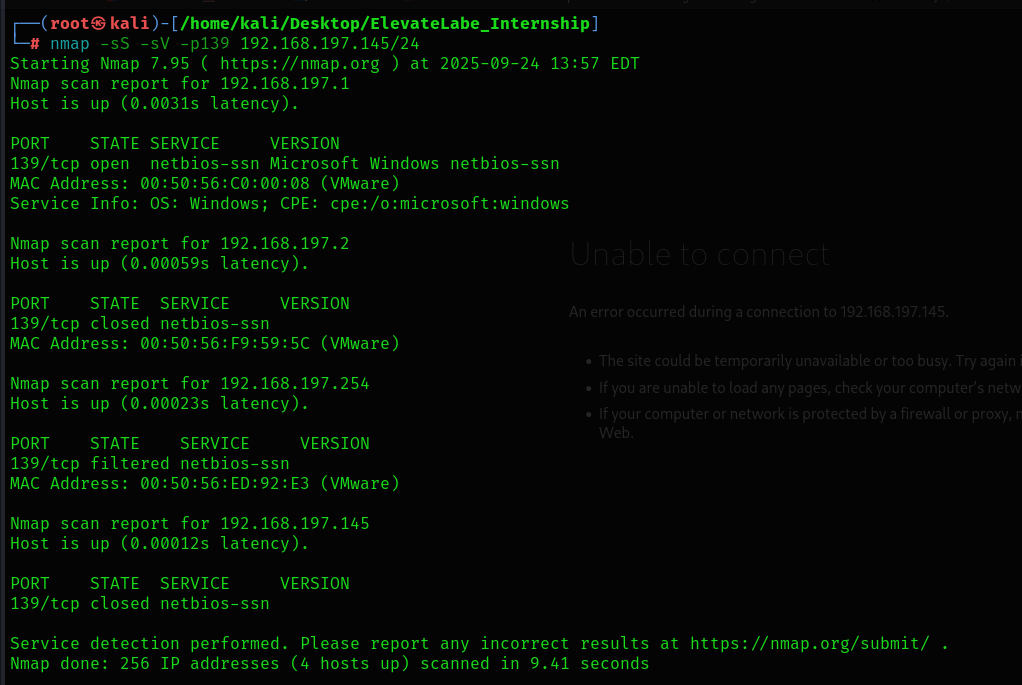 ┌──(root㉿kali)-[/home/kali/Desktop/ElevateLabe_Internship]
└─# nmap -sS -sV -p139 192.168.197.145/24
Starting Nmap 7.95 ( https://nmap.org ) at 2025-09-24 13:57 EDT
Nmap scan report for 192.168.197.1
Host is up (0.0031s latency).

PORT    STATE SERVICE     VERSION
139/tcp open  netbios-ssn Microsoft Windows netbios-ssn
MAC Address: 00:50:56:C0:00:08 (VMware)
Service Info: OS: Windows; CPE: cpe:/o:microsoft:windows

Nmap scan report for 192.168.197.2
Host is up (0.00059s latency).

PORT    STATE  SERVICE     VERSION
139/tcp closed netbios-ssn
MAC Address: 00:50:56:F9:59:5C (VMware)

Nmap scan report for 192.168.197.254
Host is up (0.00023s latency).

PORT    STATE    SERVICE     VERSION
139/tcp filtered netbios-ssn
MAC Address: 00:50:56:ED:92:E3 (VMware)

Nmap scan report for 192.168.197.145
Host is up (0.00012s latency).

PORT    STATE  SERVICE     VERSION
139/tcp closed netbios-ssn

Service detection performed. Please report any incorrect results at https://nmap.org/submit/ .
Nmap done: 256 IP addresses (4 hosts up) scanned in 9.41 seconds

Unable to connect
An error occurred during a connection to 192.168.197.145.
• The site could be temporarily unavailable or too busy. Try again
• If you are unable to load any pages, check your computer's
• If your computer or network is protected by a firewall or proxy,
Web.